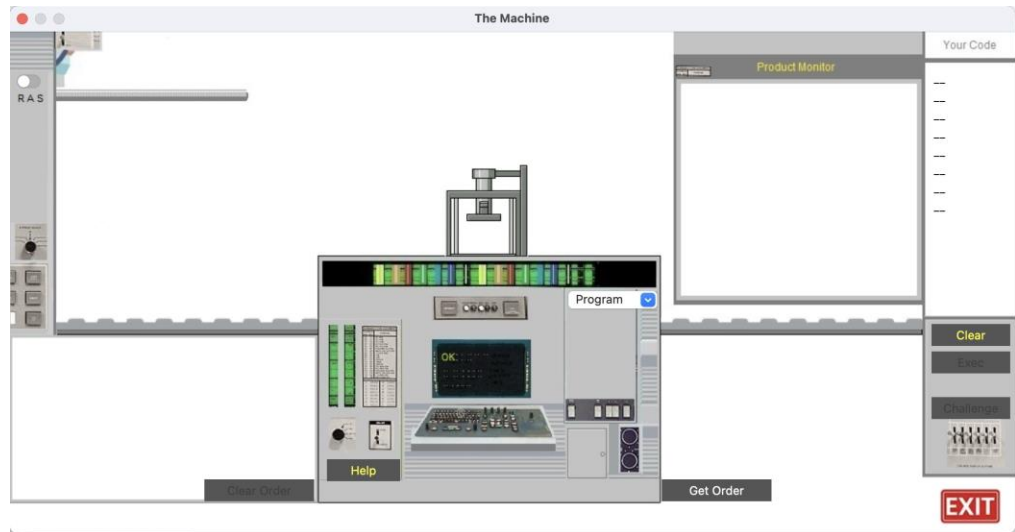 The Machine
Your Code
Product Monitor
RAS
--
--
--
--
--
--
--
--
Program
OK
Clear
Exec
Challenge
Help
Clear Order
Get Order
EXIT